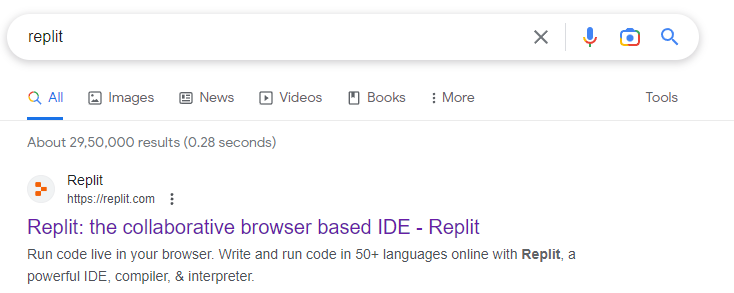 replit
All Images News Videos Books More Tools
About 29,50,000 results (0.28 seconds)
Replit
https://replit.com
Replit: the collaborative browser based IDE - Replit
Run code live in your browser. Write and run code in 50+ languages online with Replit, a
powerful IDE, compiler, & interpreter.